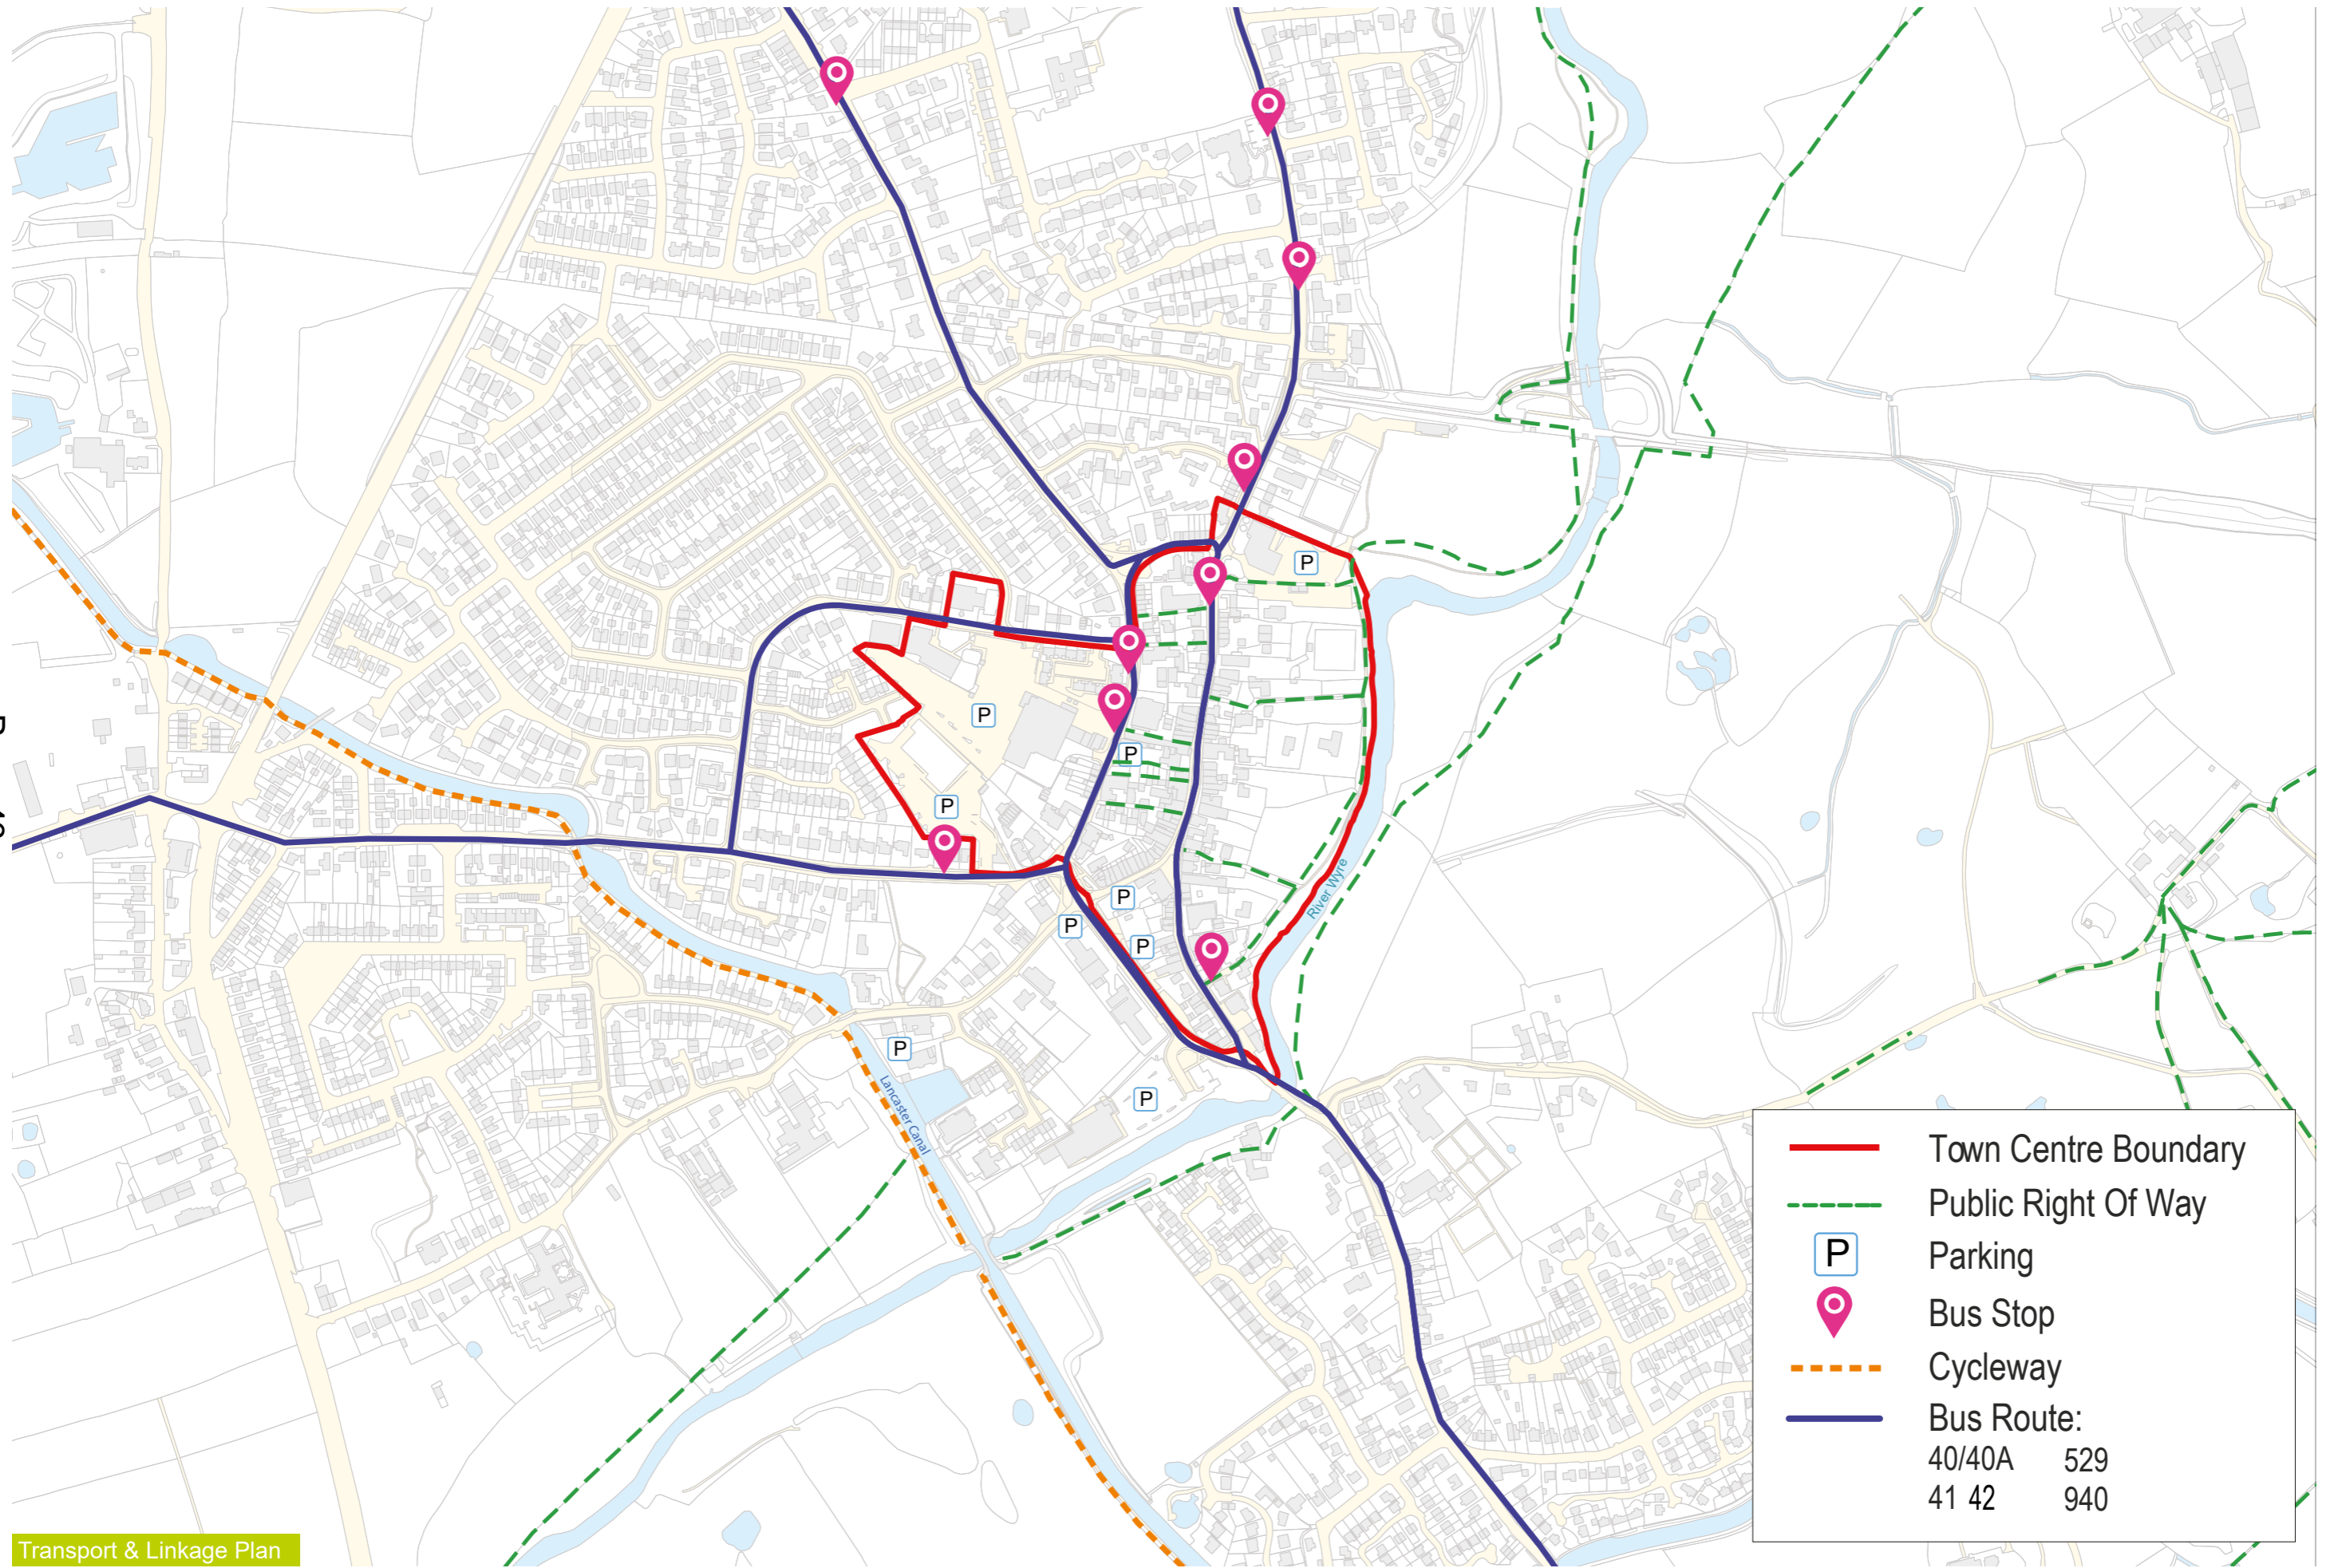 P
P
P
P
P
P
P
River Wyre
P
P
Lancaster Canal
Town Centre Boundary
Public Right Of Way
P Parking
Bus Stop
Cycleway
Bus Route:
40/40A 529
41 42 940
Transport & Linkage Plan